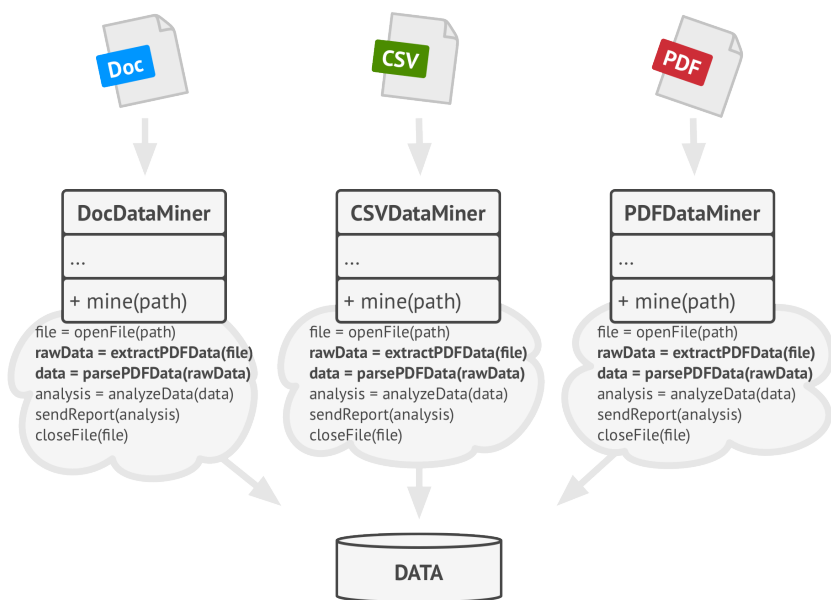 Doc
CSV
PDF
DocDataMiner
...
+ mine(path)
file = openFile(path)
rawData = extractPDFData(file)
data = parsePDFData(rawData)
analysis = analyzeData(data)
sendReport(analysis)
closeFile(file)
CSVDataMiner
...
+ mine(path)
file = openFile(path)
rawData = extractPDFData(file)
data = parsePDFData(rawData)
analysis = analyzeData(data)
sendReport(analysis)
closeFile(file)
PDFDataMiner
...
+ mine(path)
file = openFile(path)
rawData = extractPDFData(file)
data = parsePDFData(rawData)
analysis = analyzeData(data)
sendReport(analysis)
closeFile(file)
DATA